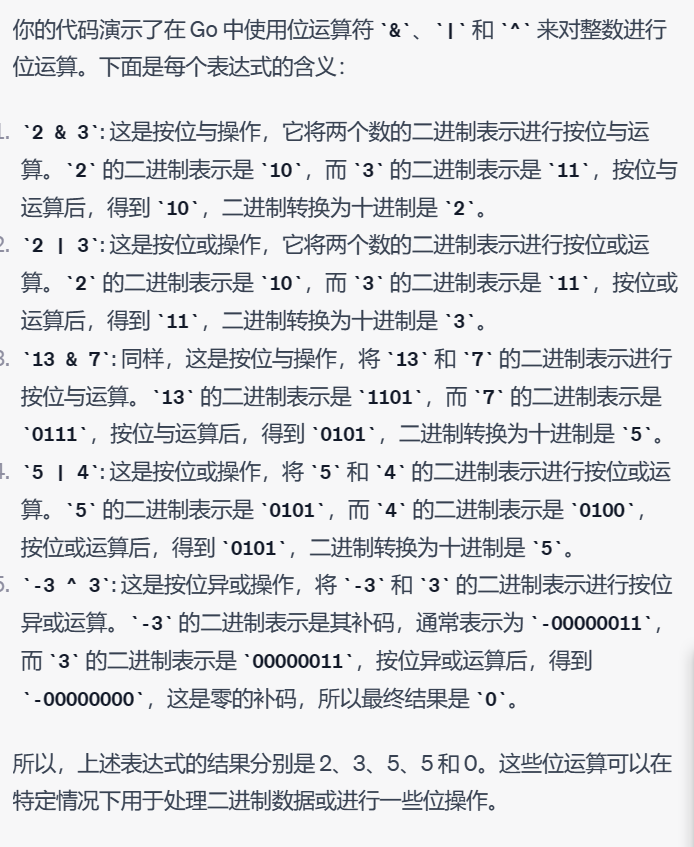 你的代码演示了在 Go 中使用位运算符 `&`、`|` 和 `^` 来对整数进行
位运算。下面是每个表达式的含义：
1. `2 & 3`: 这是按位与操作，它将两个数的二进制表示进行按位与运
算。`2` 的二进制表示是 `10`，而 `3` 的二进制表示是 `11`，按位与
运算后，得到 `10`，二进制转换为十进制是 `2`。
2. `2 | 3`: 这是按位或操作，它将两个数的二进制表示进行按位或运
算。`2` 的二进制表示是 `10`，而 `3` 的二进制表示是 `11`，按位或
运算后，得到 `11`，二进制转换为十进制是 `3`。
3. `13 & 7`: 同样，这是按位与操作，将 `13` 和 `7` 的二进制表示进行
按位与运算。`13` 的二进制表示是 `1101`，而 `7` 的二进制表示是
`0111`，按位与运算后，得到 `0101`，二进制转换为十进制是 `5`。
4. `5 | 4`: 这是按位或操作，将 `5` 和 `4` 的二进制表示进行按位或运
算。`5` 的二进制表示是 `0101`，而 `4` 的二进制表示是 `0100`，
按位或运算后，得到 `0101`，二进制转换为十进制是 `5`。
5. `-3 ^ 3`: 这是按位异或操作，将 `-3` 和 `3` 的二进制表示进行按位
异或运算。`-3` 的二进制表示是其补码，通常表示为 `-00000011`，
而 `3` 的二进制表示是 `00000011`，按位异或运算后，得到
`-00000000`，这是零的补码，所以最终结果是 `0`。
所以，上述表达式的结果分别是 2、3、5、5 和 0。这些位运算可以在
特定情况下用于处理二进制数据或进行一些位操作。